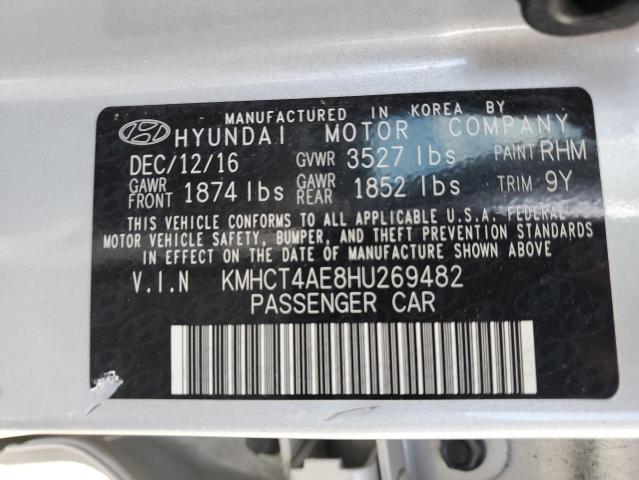 MANUFACTURED IN KOREA BY
HYUNDAI MOTOR COMPANY
DEC/12/16 GVWR 3527 lbs PAINT RHM
GAWR FRONT 1874 lbs GAWR REAR 1852 lbs TRIM 9Y
THIS VEHICLE CONFORMS TO ALL APPLICABLE U.S.A. FEDERAL
MOTOR VEHICLE SAFETY, BUMPER, AND THEFT PREVENTION STANDARDS
IN EFFECT ON THE DATE OF MANUFACTURE SHOWN ABOVE
V.I.N KMHCT4AE8HU269482
PASSENGER CAR